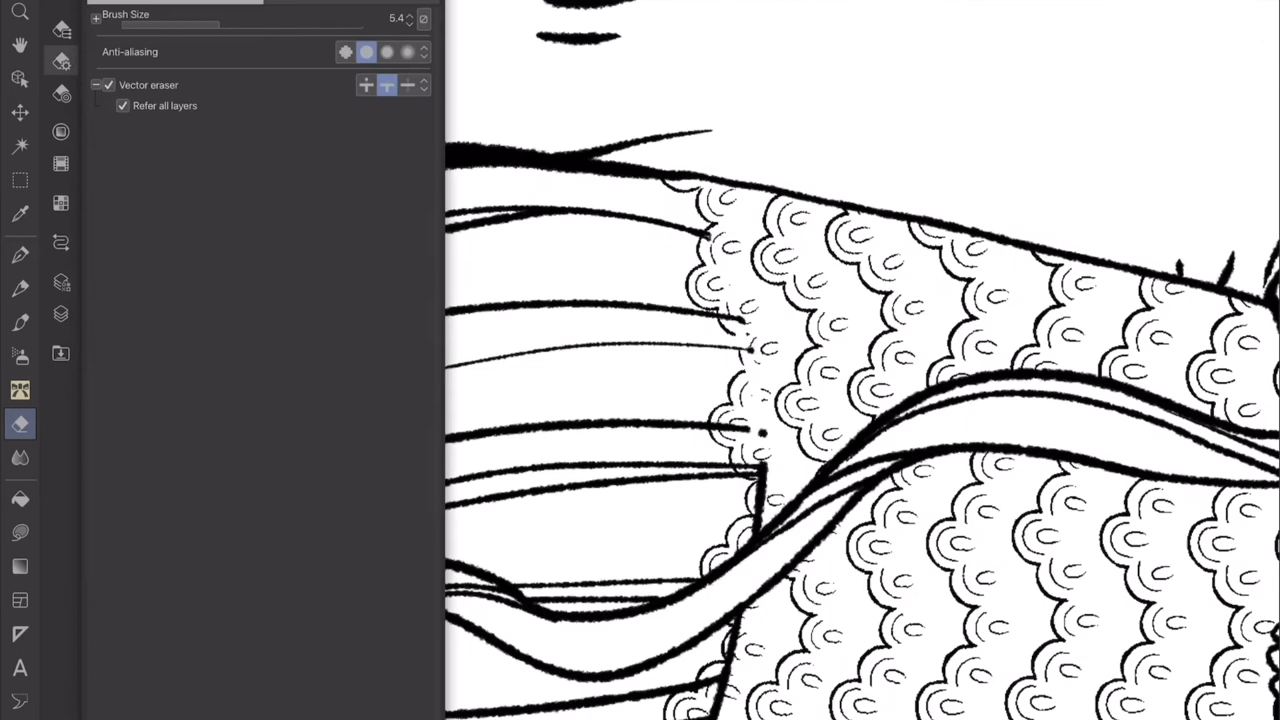 Brush Size 5.4
Anti-aliasing
Vector eraser
Refer all layers
A